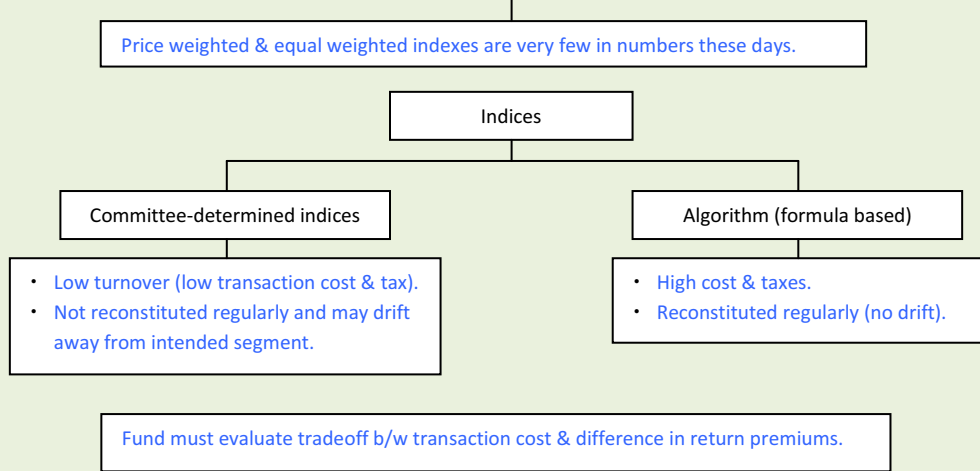 Price weighted & equal weighted indexes are very few in numbers these days.
Indices
Committee-determined indices
Algorithm (formula based)
• Low turnover (low transaction cost & tax).
• Not reconstituted regularly and may drift
away from intended segment.
• High cost & taxes.
• Reconstituted regularly (no drift).
Fund must evaluate tradeoff b/w transaction cost & difference in return premiums.